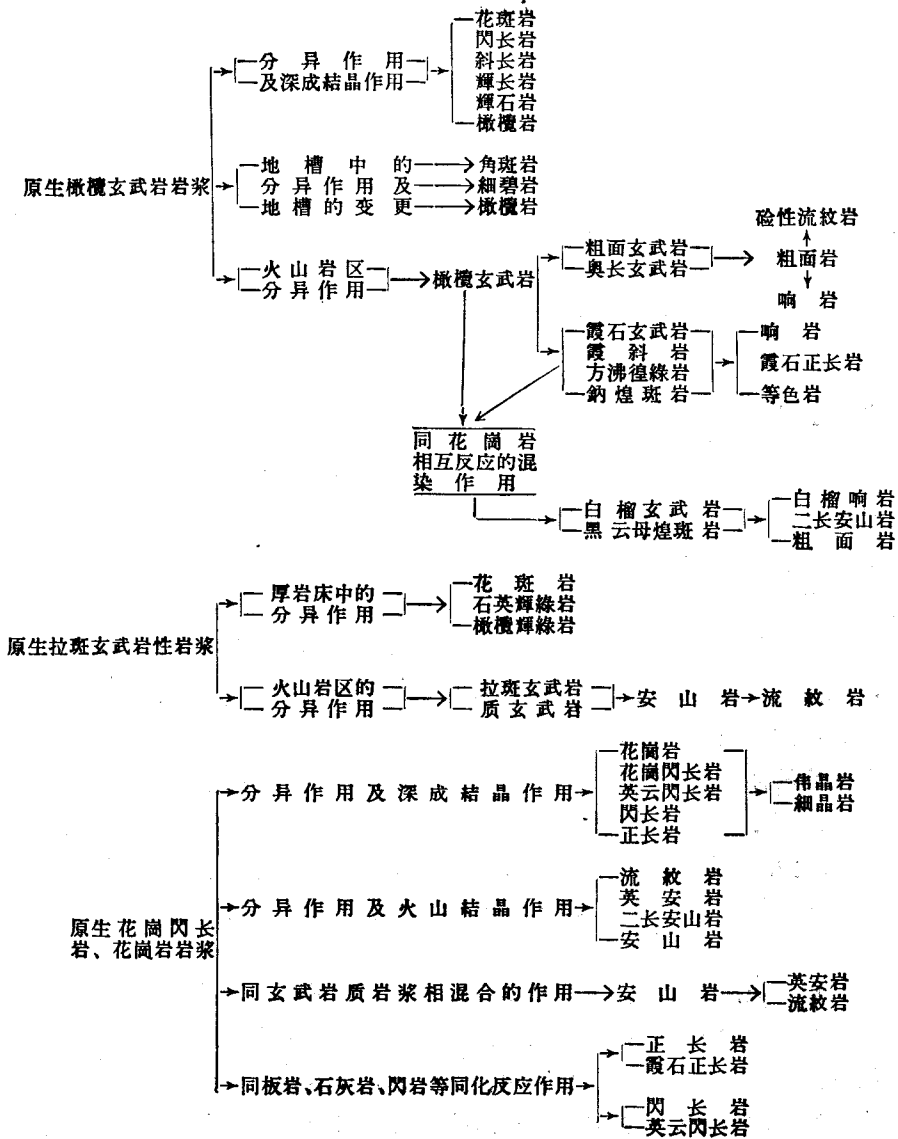 花斑岩
閃长岩
斜长岩
輝长岩
輝石岩
橄欖岩
分异作用
及深成結晶作用
原生橄欖玄武岩岩浆
地槽中的
分异作用及
地槽的变更
角斑岩
細碧岩
橄欖岩
火山岩区
分异作用
橄欖玄武岩
粗面玄武岩
奥长玄武岩
硷性流紋岩
粗面岩
响岩
霞石玄武岩
霞斜岩
方沸徨綠岩
鈉煌斑岩
响岩
霞石正长岩
等色岩
同花崗岩
相互反应的混
染作用
白榴玄武岩
黑云母煌斑岩
白榴响岩
二长安山岩
粗面岩
原生拉斑玄武岩性岩浆
厚岩床中的
分异作用
花斑岩
石英輝綠岩
橄欖輝綠岩
火山岩区的
分异作用
拉斑玄武岩
质玄武岩
安山岩
流紋岩
原生花崗閃长
岩、花崗岩岩浆
分异作用及深成結晶作用
花崗岩
花崗閃长岩
英云閃长岩
閃长岩
正长岩
伟晶岩
細晶岩
分异作用及火山結晶作用
流紋岩
英安岩
二长安山岩
安山岩
同玄武岩质岩浆相混合的作用
安山岩
英安岩
流紋岩
同板岩、石灰岩、閃岩等同化反应作用
正长岩
霞石正长岩
閃长岩
英云閃长岩